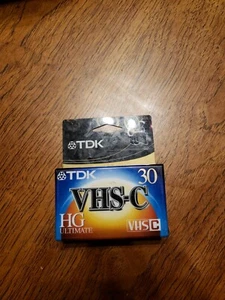 TDK
TDK 30
VHS-C
HG
ULTIMATE
VHS C